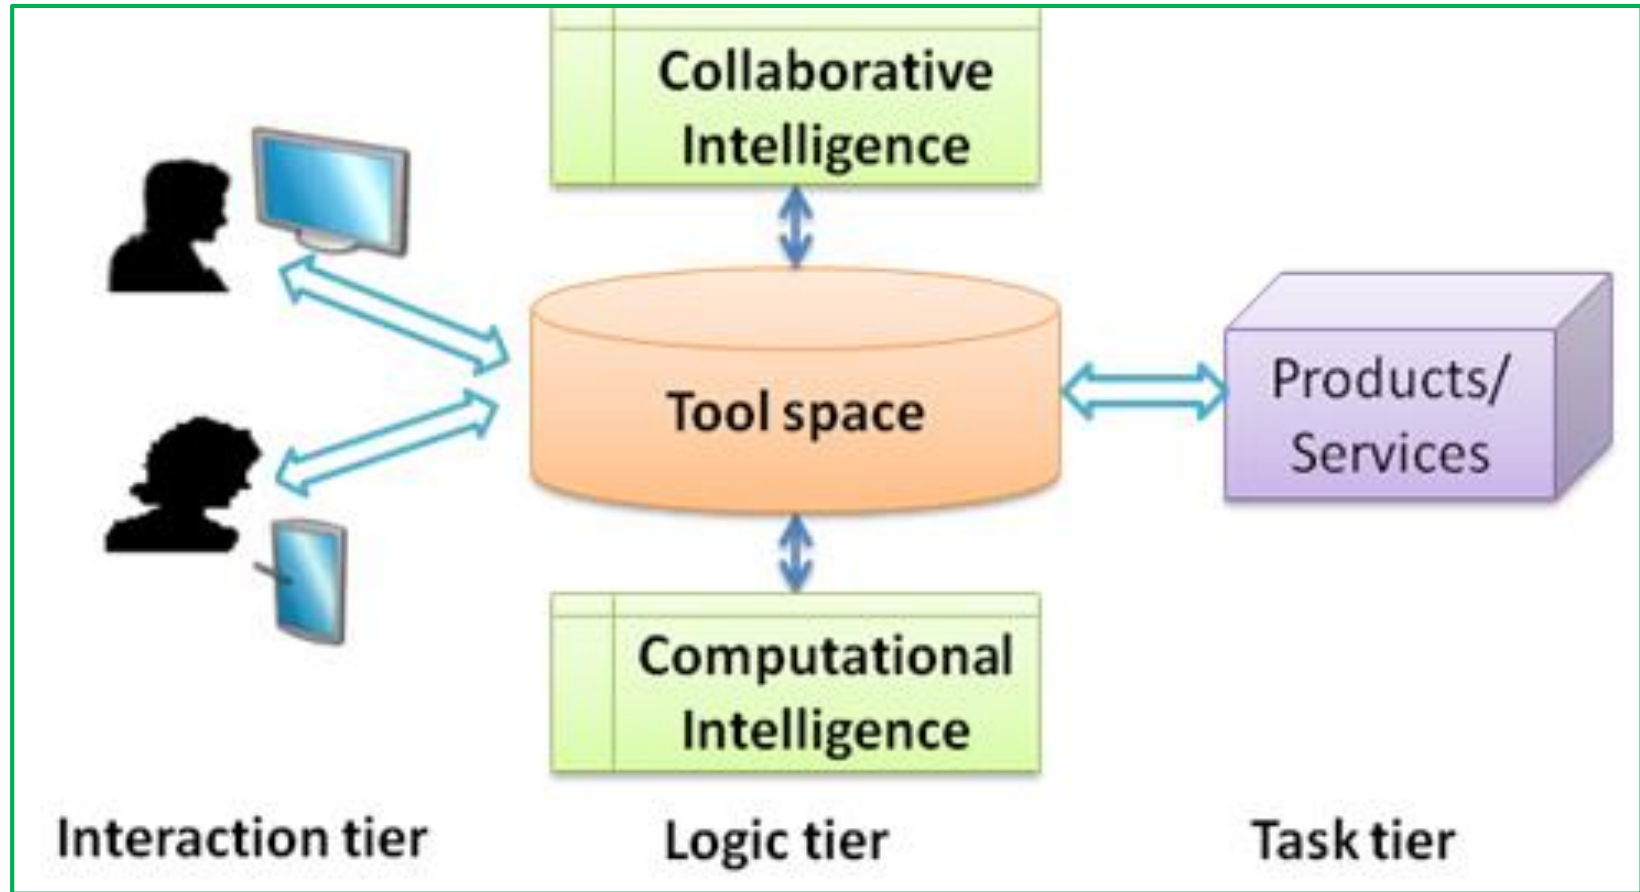 Collaborative
Intelligence
Tool space
Products/
Services
Computational
Intelligence
Interaction tier
Logic tier
Task tier